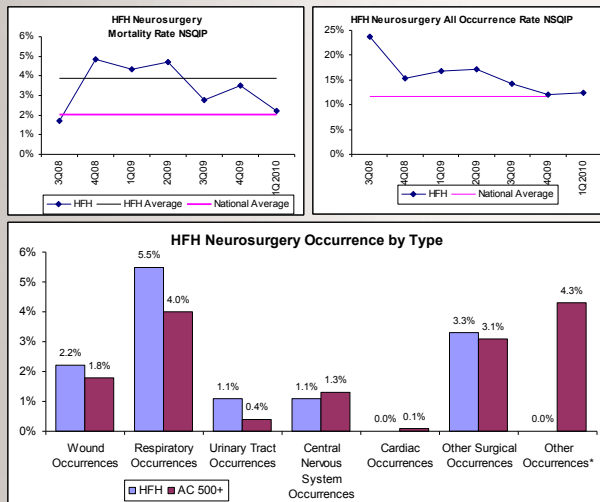 HFH Neurosurgery
Mortality Rate NSQIP
6%
5%
4%
3%
2%
1%
0%
3Q08
4Q08
1Q09
2Q09
3Q09
4Q09
1Q2010
HFH
HFH Average
National Average
HFH Neurosurgery All Occurrence Rate NSQIP
25%
20%
15%
10%
5%
0%
3Q08
4Q08
1Q09
2Q09
3Q09
4Q09
1Q2010
HFH
National Average
HFH Neurosurgery Occurrence by Type
6%
5%
4%
3%
2%
1%
0%
2.2%
1.8%
5.5%
4.0%
1.1%
0.4%
1.1%
1.3%
0.0%
0.1%
3.3%
3.1%
0.0%
4.3%
Wound
Occurrences
Respiratory
Occurrences
Urinary Tract
Occurrences
Central
Nervous
System
Occurrences
Cardiac
Occurrences
Other Surgical
Occurrences
Other
Occurrences*
HFH
AC 500+